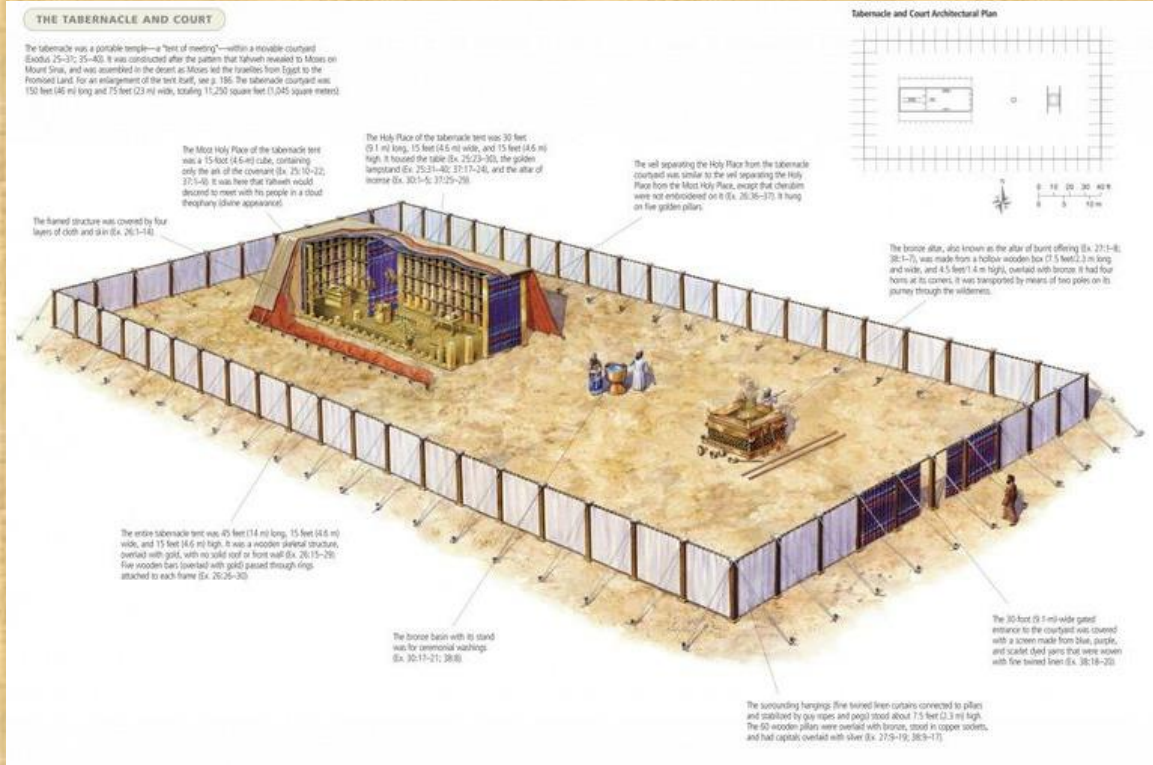 THE TABERNACLE AND COURT
The tabernacle was a portable temple—a "tent of meeting"—within a movable courtyard
(Exodus 25–31; 35–40). It was constructed after the pattern that Yahweh revealed to Moses on
Mount Sinai, and was assembled in the desert as Moses led the Israelites from Egypt to the
Promised Land. For an enlargement of the tent itself, see p. 186. The tabernacle courtyard was
150 feet (46 m) long and 75 feet (23 m) wide, totaling 11,250 square feet (1,045 square meters).
Tabernacle and Court Architectural Plan
N
0 10 20 30 40 ft
0 5 10 m
The Holy Place of the tabernacle tent was 30 feet
(9.1 m) long, 15 feet (4.6 m) wide, and 15 feet (4.6 m)
high. It housed the table (Ex. 25:23–30), the golden
lampstand (Ex. 25:31–40; 37:17–24), and the altar of
incense (Ex. 30:1–5; 37:25–29).
The Most Holy Place of the tabernacle tent
was a 15-foot (4.6-m) cube, containing
only the ark of the covenant (Ex. 25:10–22;
37:1–9). It was here that Yahweh would
descend to meet with his people in a cloud
theophany (divine appearance).
The veil separating the Holy Place from the tabernacle
courtyard was similar to the veil separating the Holy
Place from the Most Holy Place, except that cherubim
were not embroidered on it (Ex. 26:36–37). It hung
on five golden pillars.
The framed structure was covered by four
layers of cloth and skin (Ex. 26:1–14).
The bronze altar, also known as the altar of burnt offering (Ex. 27:1–8;
38:1–7), was made from a hollow wooden box (7.5 feet/2.3 m long
and wide, and 4.5 feet/1.4 m high), overlaid with bronze. It had four
horns at its corners. It was transported by means of two poles on its
journey through the wilderness.
The entire tabernacle tent was 45 feet (14 m) long, 15 feet (4.6 m)
wide, and 15 feet (4.6 m) high. It was a wooden skeletal structure,
overlaid with gold, with no solid roof or front wall (Ex. 26:15–29).
Five wooden bars (overlaid with gold) passed through rings
attached to each frame (Ex. 26:26–30).
The bronze basin with its stand
was for ceremonial washings
(Ex. 30:17–21; 38:8).
The 30-foot (9.1-m)-wide gated
entrance to the courtyard was covered
with a screen made from blue, purple,
and scarlet dyed yarns that were woven
with fine twined linen (Ex. 38:18–20).
The surrounding hangings (fine twined linen curtains connected to pillars
and stabilized by guy ropes and pegs) stood about 7.5 feet (2.3 m) high.
The 60 wooden pillars were overlaid with bronze, stood in copper sockets,
and had capitals overlaid with silver (Ex. 27:9–19; 38:9–17).